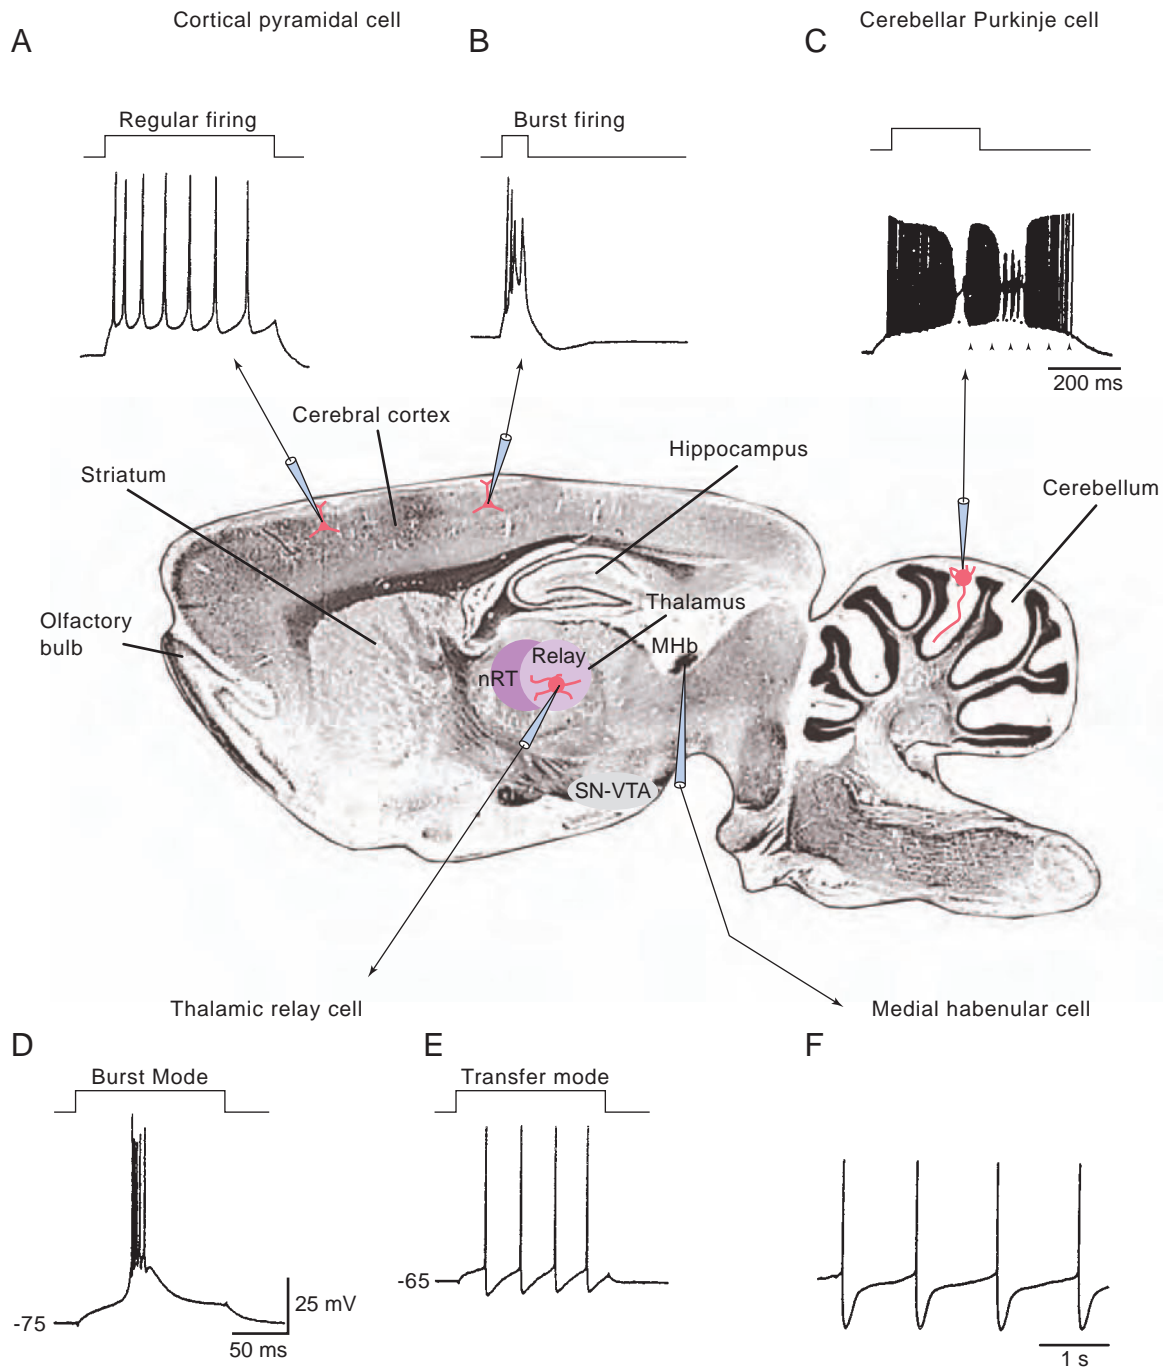 Cortical pyramidal cell
Cerebellar Purkinje cell
A
B
C
Regular firing
Burst firing
200 ms
Cerebral cortex
Hippocampus
Striatum
Cerebellum
Olfactory
bulb
Thalamus
MHb
Relay
nRT
SN-VTA
Thalamic relay cell
Medial habenular cell
D
E
F
Burst Mode
Transfer mode
-65
25 mV
-75
50 ms
1 s